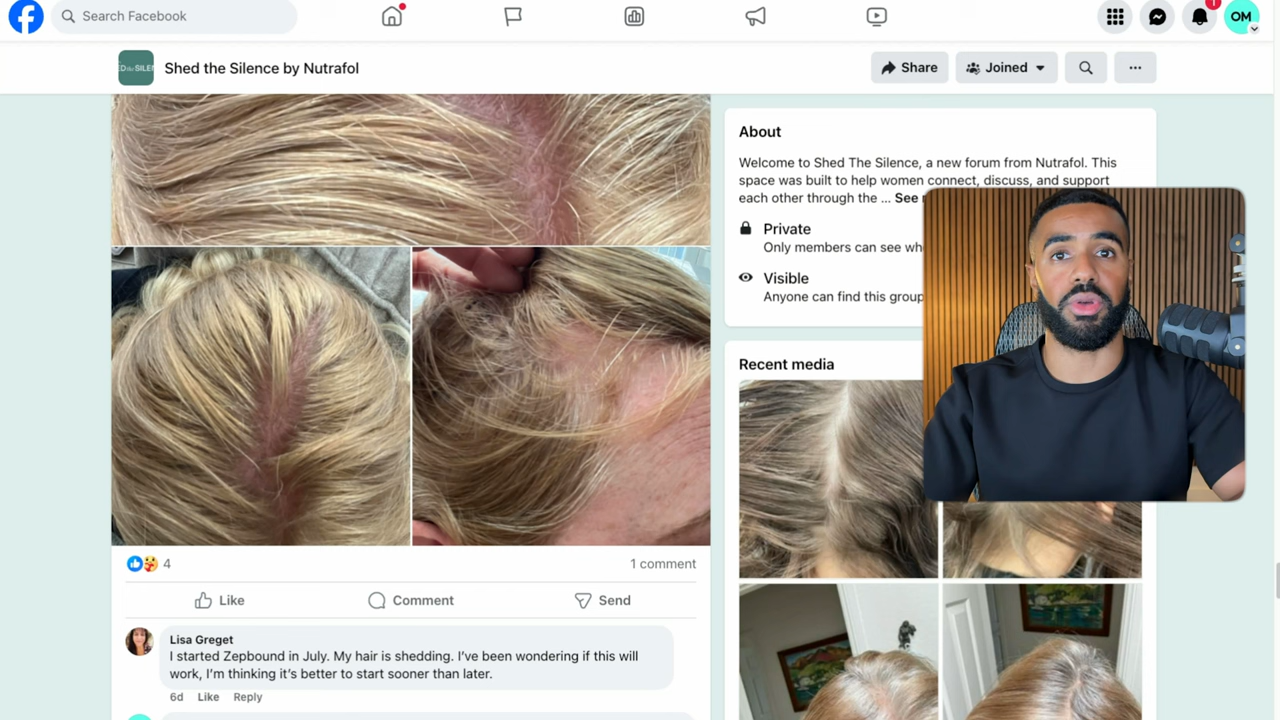 Search Facebook
1
OM
ED the SILEN
Shed the Silence by Nutrafol
Share
Joined
About
Welcome to Shed The Silence, a new forum from Nutrafol. This
space was built to help women connect, discuss, and support
each other through the ... See
Private
Only members can see
Visible
Anyone can find this group
Recent media
4
1 comment
Like
Comment
Send
Lisa Greget
I started Zepbound in July. My hair is shedding. I've been wondering if this will
work, I'm thinking it's better to start sooner than later.
6d Like Reply